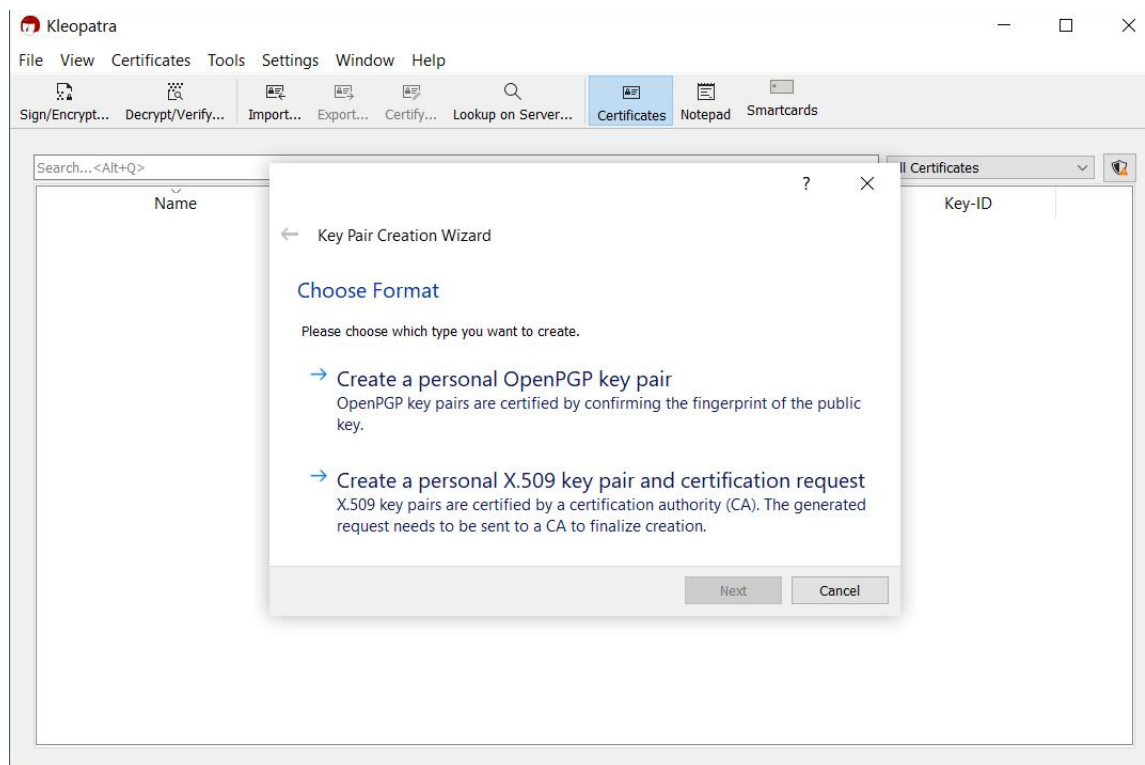 Kleopatra
File View Certificates Tools Settings Window Help
Sign/Encrypt... Decrypt/Verify... Import... Export... Certify... Lookup on Server... Certificates Notepad Smartcards
Search...<Alt+Q> ll Certificates
Name Key-ID
?
Key Pair Creation Wizard
Choose Format
Please choose which type you want to create.
Create a personal OpenPGP key pair
OpenPGP key pairs are certified by confirming the fingerprint of the public
key.
Create a personal X.509 key pair and certification request
X.509 key pairs are certified by a certification authority (CA). The generated
request needs to be sent to a CA to finalize creation.
Next Cancel